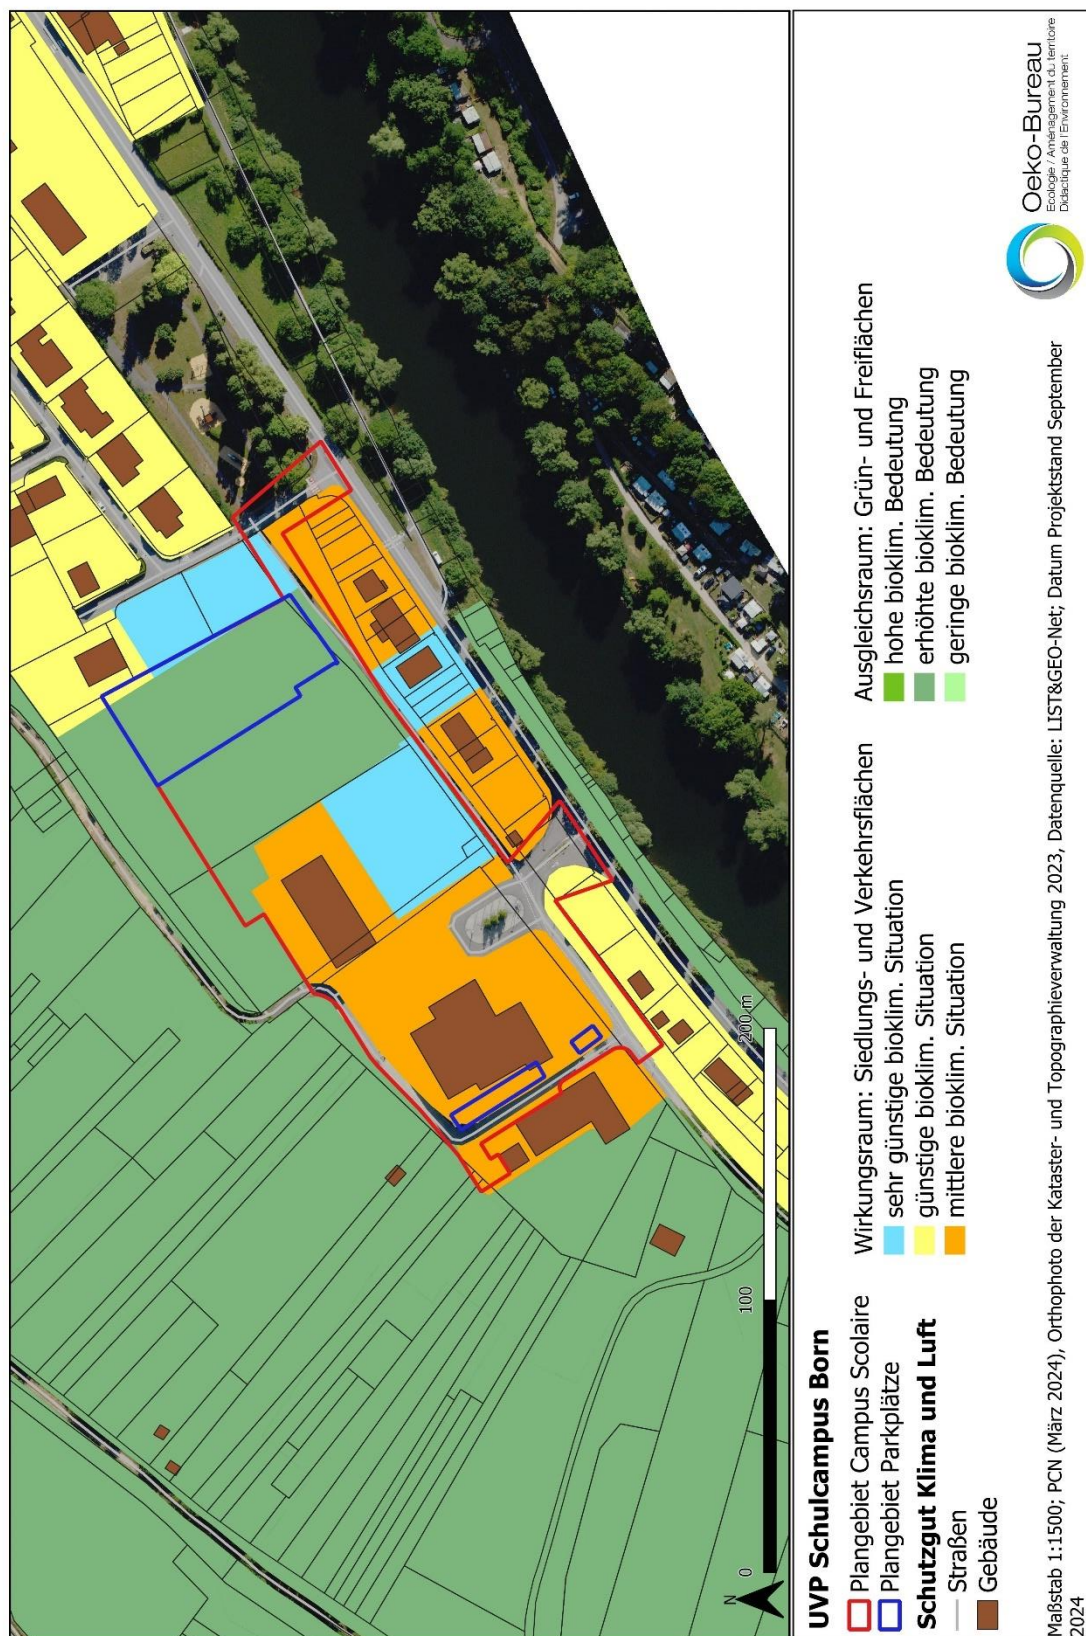 N
0
100
200 m
UVP Schulcampus Born
Plangebiet Campus Scolaire
Plangebiet Parkplätze
Schutzgut Klima und Luft
Straßen
Gebäude
Wirkungsraum: Siedlungs- und Verkehrsflächen
sehr günstige bioklim. Situation
günstige bioklim. Situation
mittlere bioklim. Situation
Ausgleichsraum: Grün- und Freiflächen
hohe bioklim. Bedeutung
erhöhte bioklim. Bedeutung
geringe bioklim. Bedeutung
Oeko-Bureau
Ecologie / Aménagement du territoire
Didactique de l'Environnement
Maßstab 1:1500; PCN (März 2024), Orthophoto der Kataster- und Topographieverwaltung 2023, Datenquelle: LIST&GEO-Net; Datum Projektstand September
2024